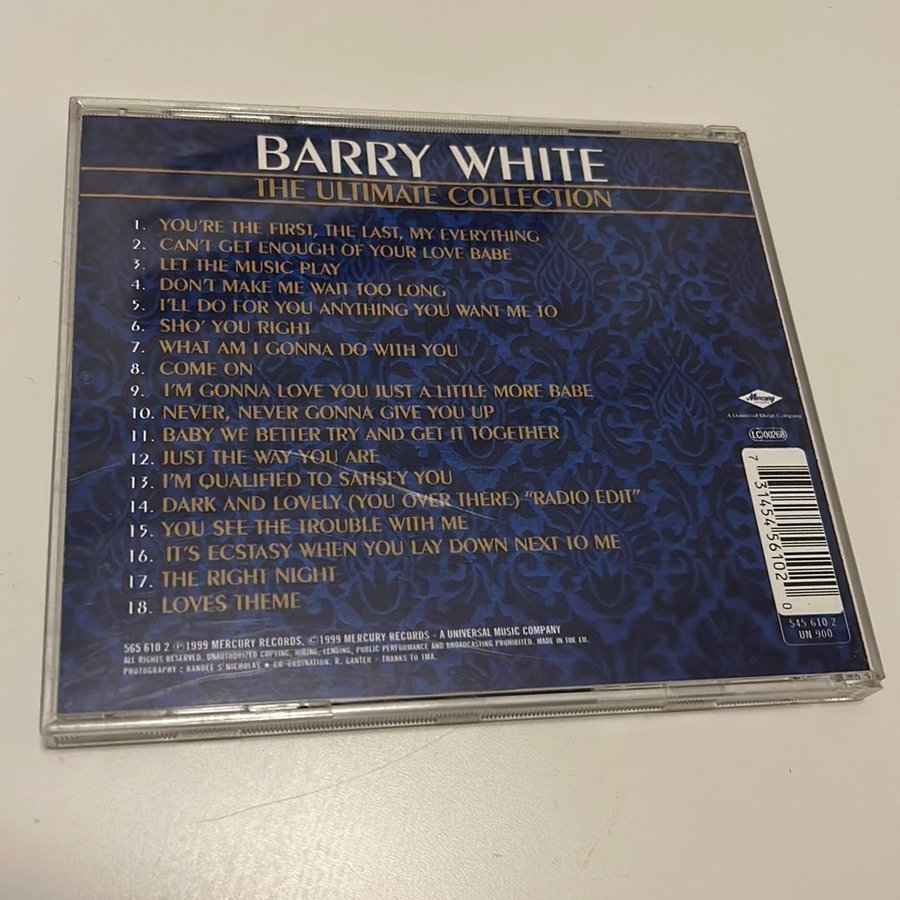 BARRY WHITE
THE ULTIMATE COLLECTION
1. YOU'RE THE FIRST, THE LAST, MY EVERYTHING
2. CAN'T GET ENOUGH OF YOUR LOVE BABE
3. LET THE MUSIC PLAY
4. DON'T MAKE ME WAIT TOO LONG
5. I'LL DO FOR YOU ANYTHING YOU WANT ME TO
6. SHO' YOU RIGHT
7. WHAT AM I GONNA DO WITH YOU
8. COME ON
9. I'M GONNA LOVE YOU JUST A LITTLE MORE BABE
10. NEVER, NEVER GONNA GIVE YOU UP
11. BABY WE BETTER TRY AND GET IT TOGETHER
12. JUST THE WAY YOU ARE
13. I'M QUALIFIED TO SATISFY YOU
14. DARK AND LOVELY (YOU OVER THERE) "RADIO EDIT"
15. YOU SEE THE TROUBLE WITH ME
16. IT'S ECSTASY WHEN YOU LAY DOWN NEXT TO ME
17. THE RIGHT NIGHT
18. LOVES THEME
Mercury
RECORDS
A Universal Music Company
LC 00268
7 31454 56102 0
545 610 2
UN 900
565 610 2 ℗ 1999 MERCURY RECORDS, © 1999 MERCURY RECORDS - A UNIVERSAL MUSIC COMPANY
ALL RIGHTS RESERVED. UNAUTHORIZED COPYING, HIRING, LENDING, PUBLIC PERFORMANCE AND BROADCASTING PROHIBITED. MADE IN THE EU.
PHOTOGRAPHY : RANDEE S'NICHOLAS • CO-ORDINATION: R. GANTER - THANKS TO TMA.